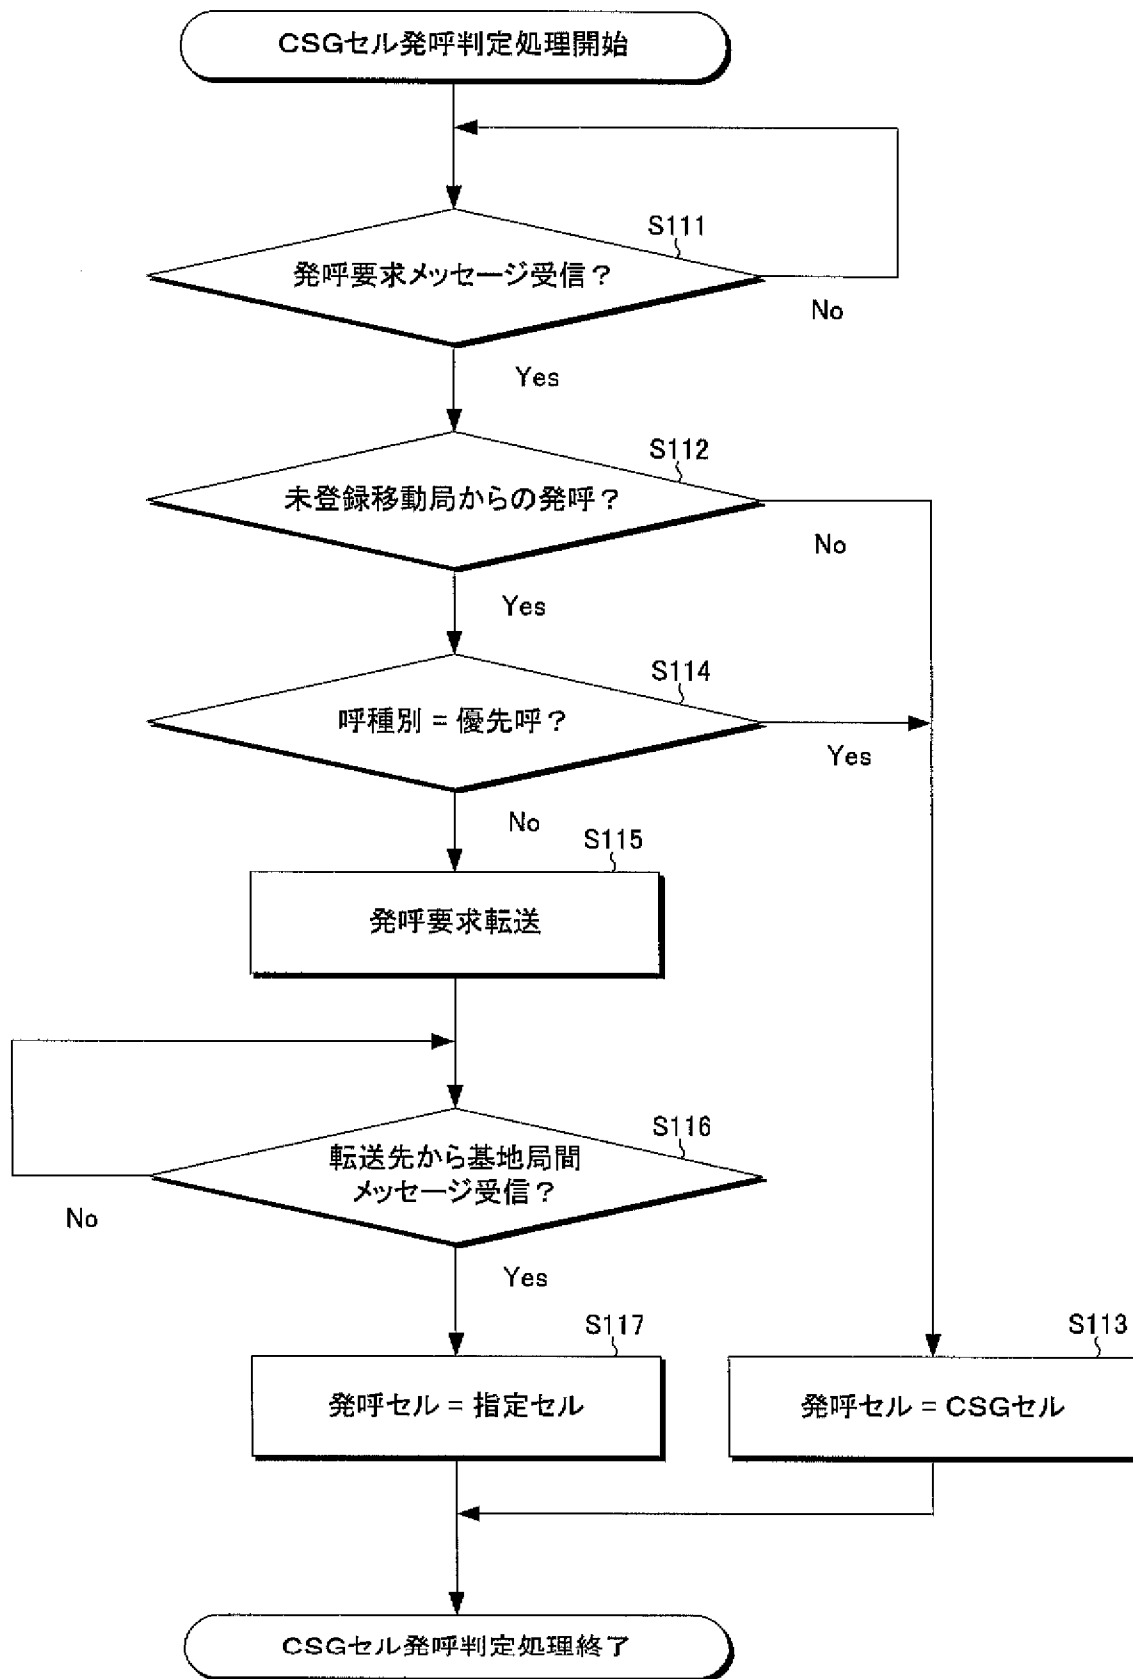 CSGセル発呼判定処理開始
S111
発呼要求メッセージ受信？
No
Yes
S112
未登録移動局からの発呼？
No
Yes
S114
呼種別 = 優先呼？
Yes
No
S115
発呼要求転送
S116
転送先から基地局間
メッセージ受信？
No
Yes
S117
発呼セル = 指定セル
S113
発呼セル = CSGセル
CSGセル発呼判定処理終了